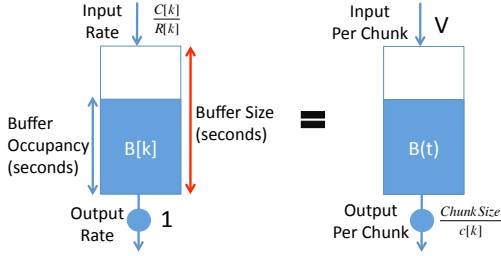 Input
Rate
C[k]
R[k]
Buffer
Occupancy
(seconds)
B[k]
Buffer Size
(seconds)
Output
Rate
1
=
Input
Per Chunk
V
B(t)
Output
Per Chunk
ChunkSize
c[k]